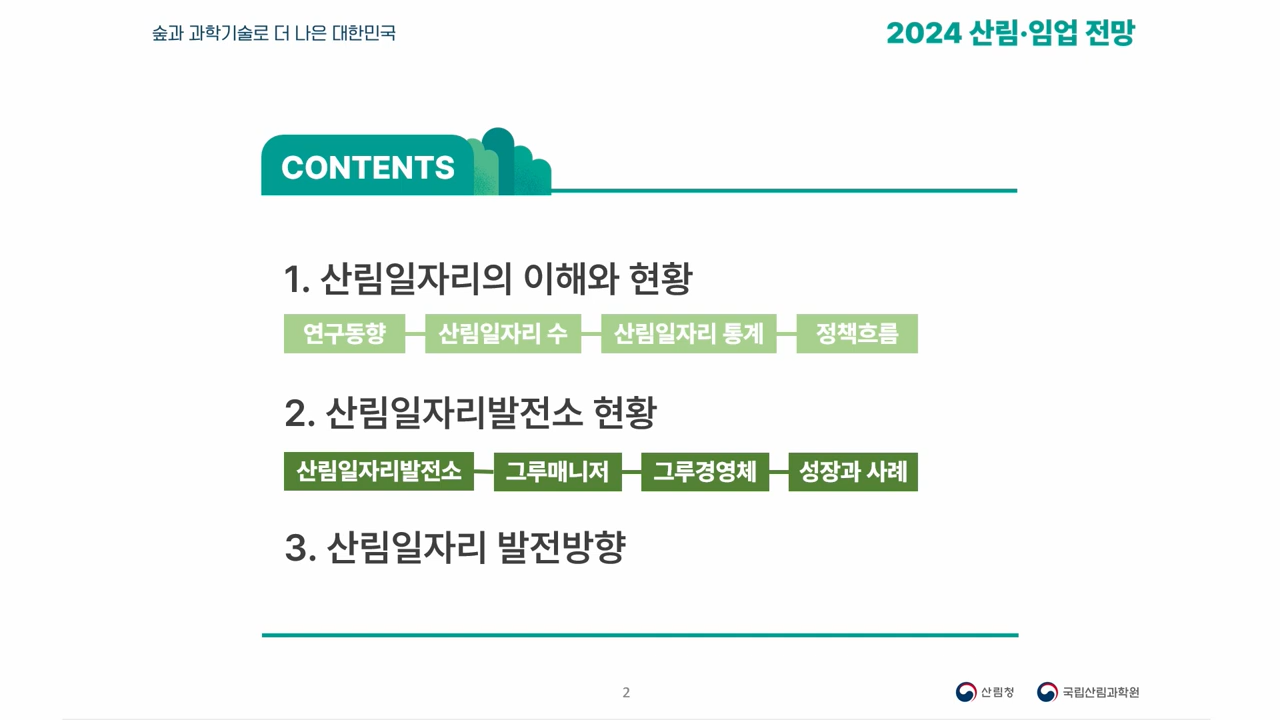 숲과 과학기술로 더 나은 대한민국
2024 산림·임업 전망
CONTENTS
1. 산림일자리의 이해와 현황
연구동향 산림일자리 수 산림일자리 통계 정책흐름
2. 산림일자리발전소 현황
산림일자리발전소 그루매니저 그루경영체 성장과 사례
3. 산림일자리 발전방향
2
산림청 국립산림과학원